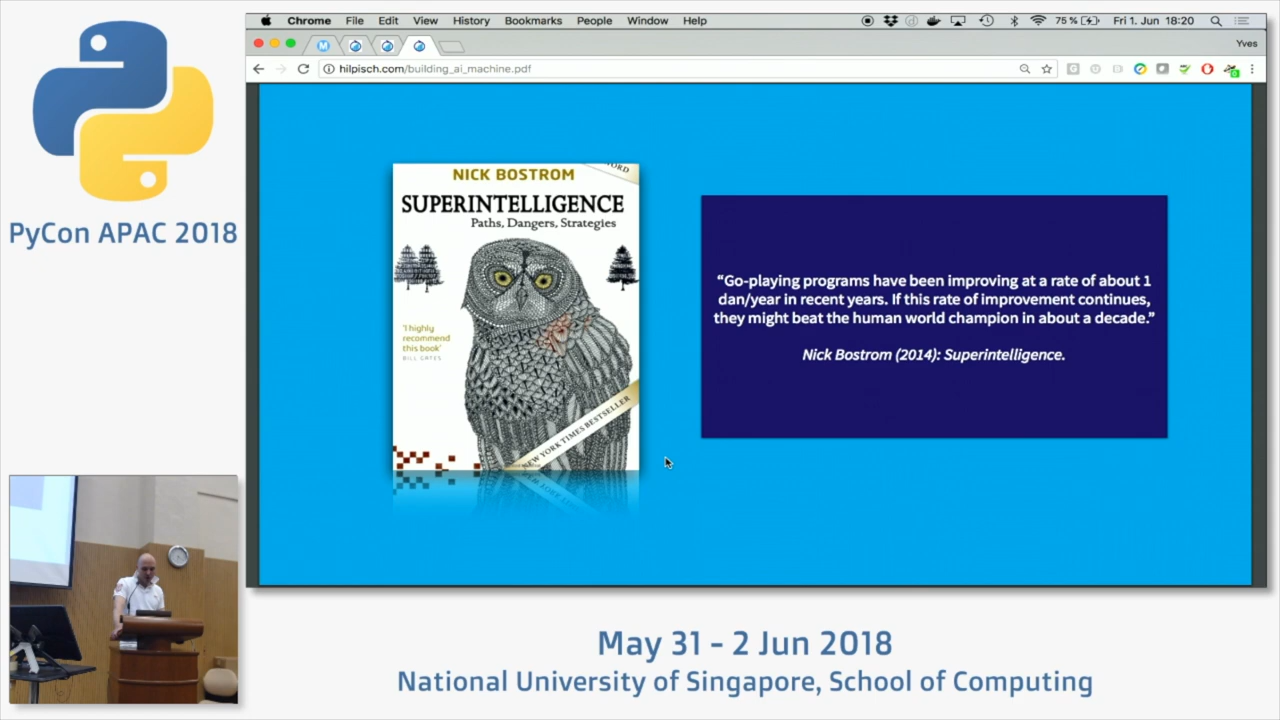 Chrome File Edit View History Bookmarks People Window Help 75 % Fri 1. Jun 18:20
Yves
hilpisch.com/building_ai_machine.pdf
PyCon APAC 2018
NICK BOSTROM
SUPERINTELLIGENCE
Paths, Dangers, Strategies
'I highly
recommend
this book'
BILL GATES
NEW YORK TIMES BESTSELLER
“Go-playing programs have been improving at a rate of about 1
dan/year in recent years. If this rate of improvement continues,
they might beat the human world champion in about a decade.”
Nick Bostrom (2014): Superintelligence.
May 31 - 2 Jun 2018
National University of Singapore, School of Computing